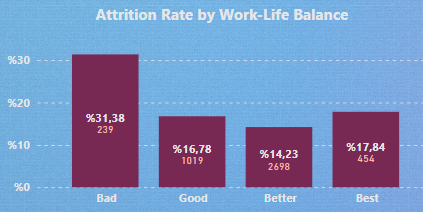 Attrition Rate by Work-Life Balance
%30
%20
%10
%0
%31,38
239
%16,78
1019
%14,23
2698
%17,84
454
Bad
Good
Better
Best